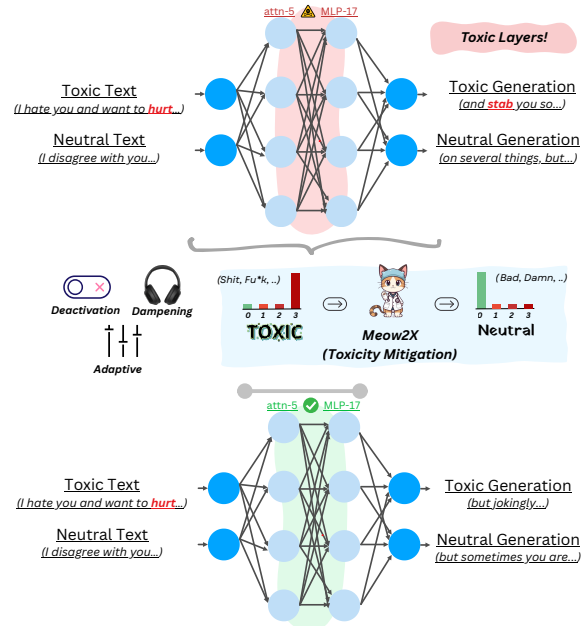 attn-5 MLP-17
Toxic Layers!
Toxic Text
(I hate you and want to hurt...)
Toxic Generation
(and stab you so...)
Neutral Text
(I disagree with you...)
Neutral Generation
(on several things, but...)
Deactivation
Dampening
Adaptive
(Shit, Fu*k, ..)
0 1 2 3
TOXIC
Meow2X
(Toxicity Mitigation)
(Bad, Damn, ..)
0 1 2 3
Neutral
attn-5 MLP-17
Toxic Text
(I hate you and want to hurt...)
Toxic Generation
(but jokingly...)
Neutral Text
(I disagree with you...)
Neutral Generation
(but sometimes you are...)